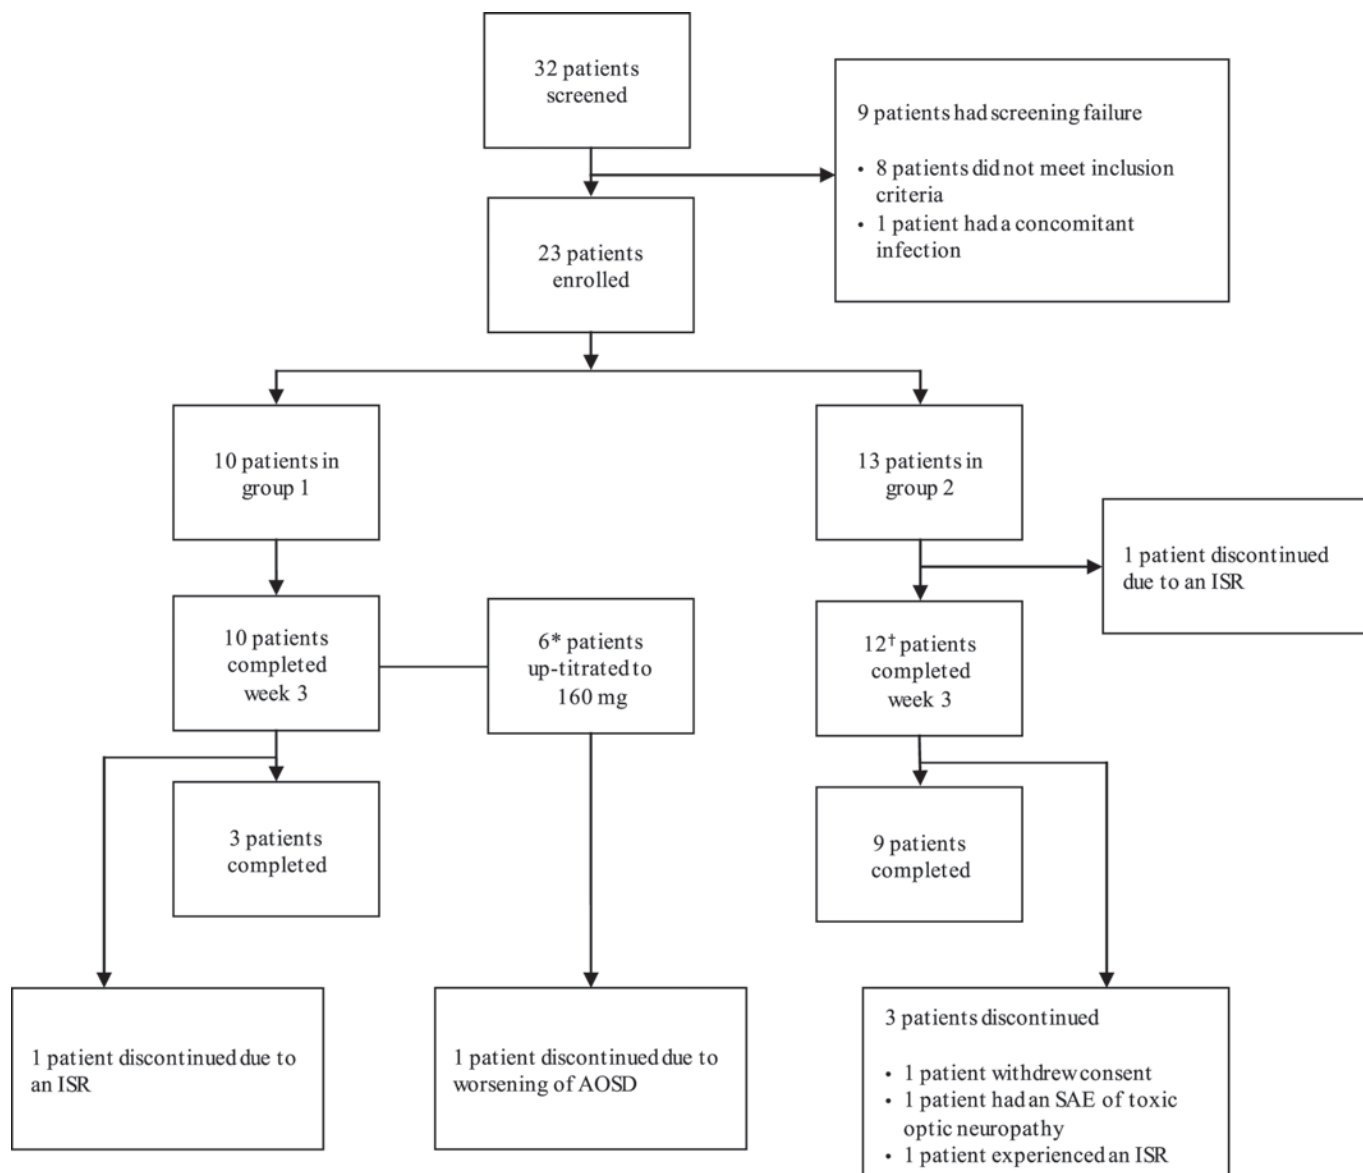 32 patients
screened
9 patients had screening failure
• 8 patients did not meet inclusion
criteria
• 1 patient had a concomitant
infection
23 patients
enrolled
10 patients in
group 1
13 patients in
group 2
1 patient discontinued
due to an ISR
10 patients
completed
week 3
6* patients
up-titrated to
160 mg
12† patients
completed
week 3
3 patients
completed
9 patients
completed
1 patient discontinued due to
an ISR
1 patient discontinued due to
worsening of AOSD
3 patients discontinued
• 1 patient withdrew consent
• 1 patient had an SAE of toxic
optic neuropathy
• 1 patient experienced an ISR